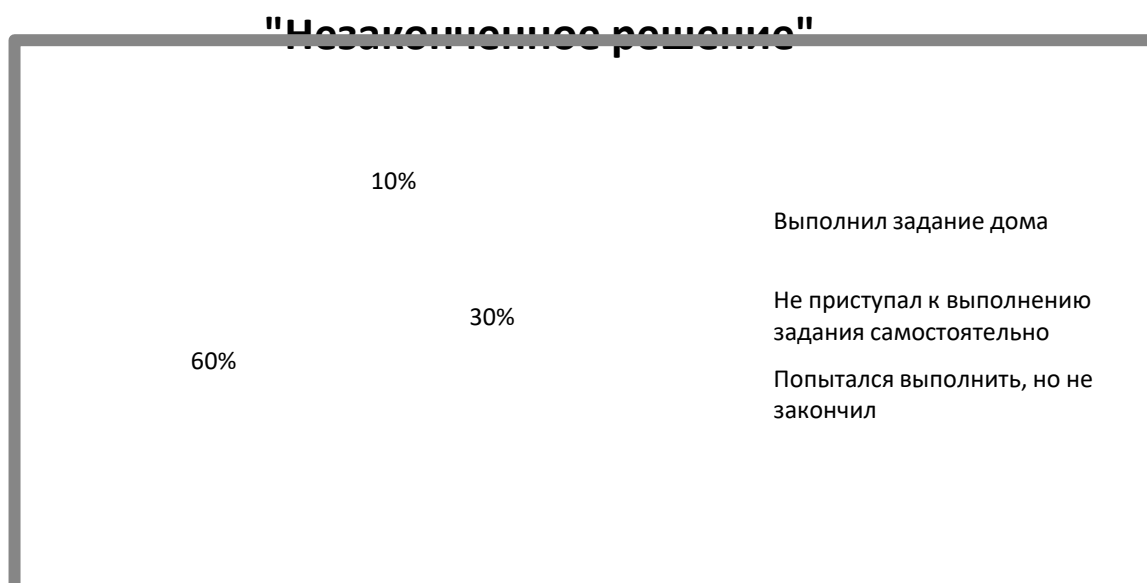 "Незаконченное решение"
10%
Выполнил задание дома
Не приступал к выполнению
30%
задания самостоятельно
60%
Попытался выполнить, но не
закончил